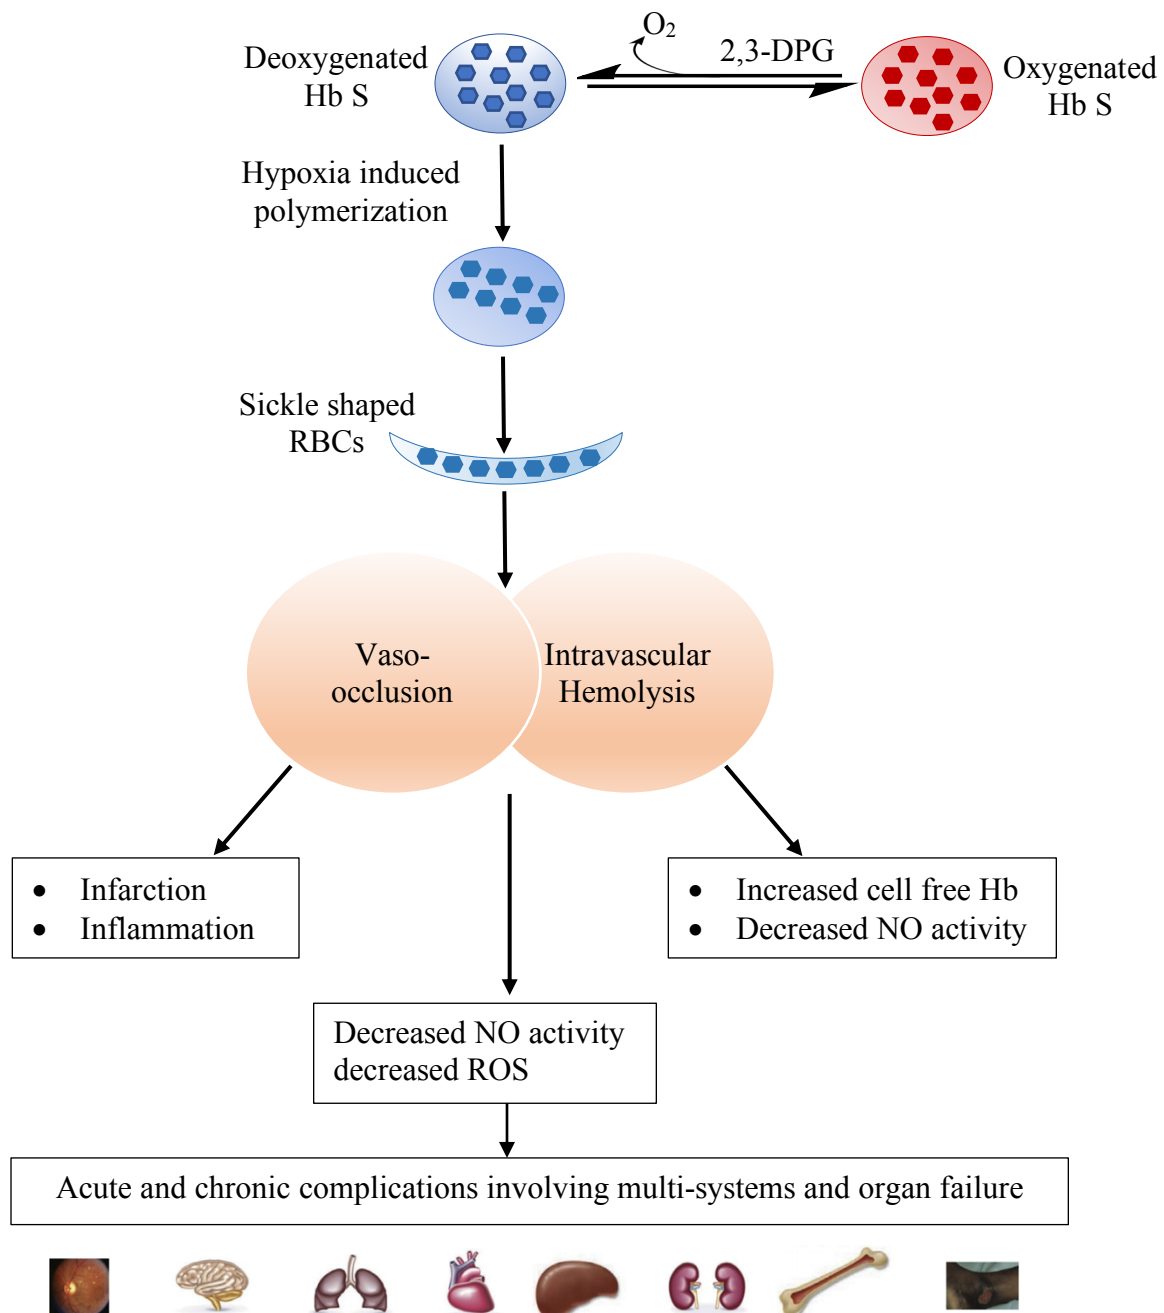 Deoxygenated
Hb S
O2
2,3-DPG
Oxygenated
Hb S
Hypoxia induced
polymerization
Sickle shaped
RBCs
Vaso-
occlusion
Intravascular
Hemolysis
• Infarction
• Inflammation
• Increased cell free Hb
• Decreased NO activity
Decreased NO activity
decreased ROS
Acute and chronic complications involving multi-systems and organ failure